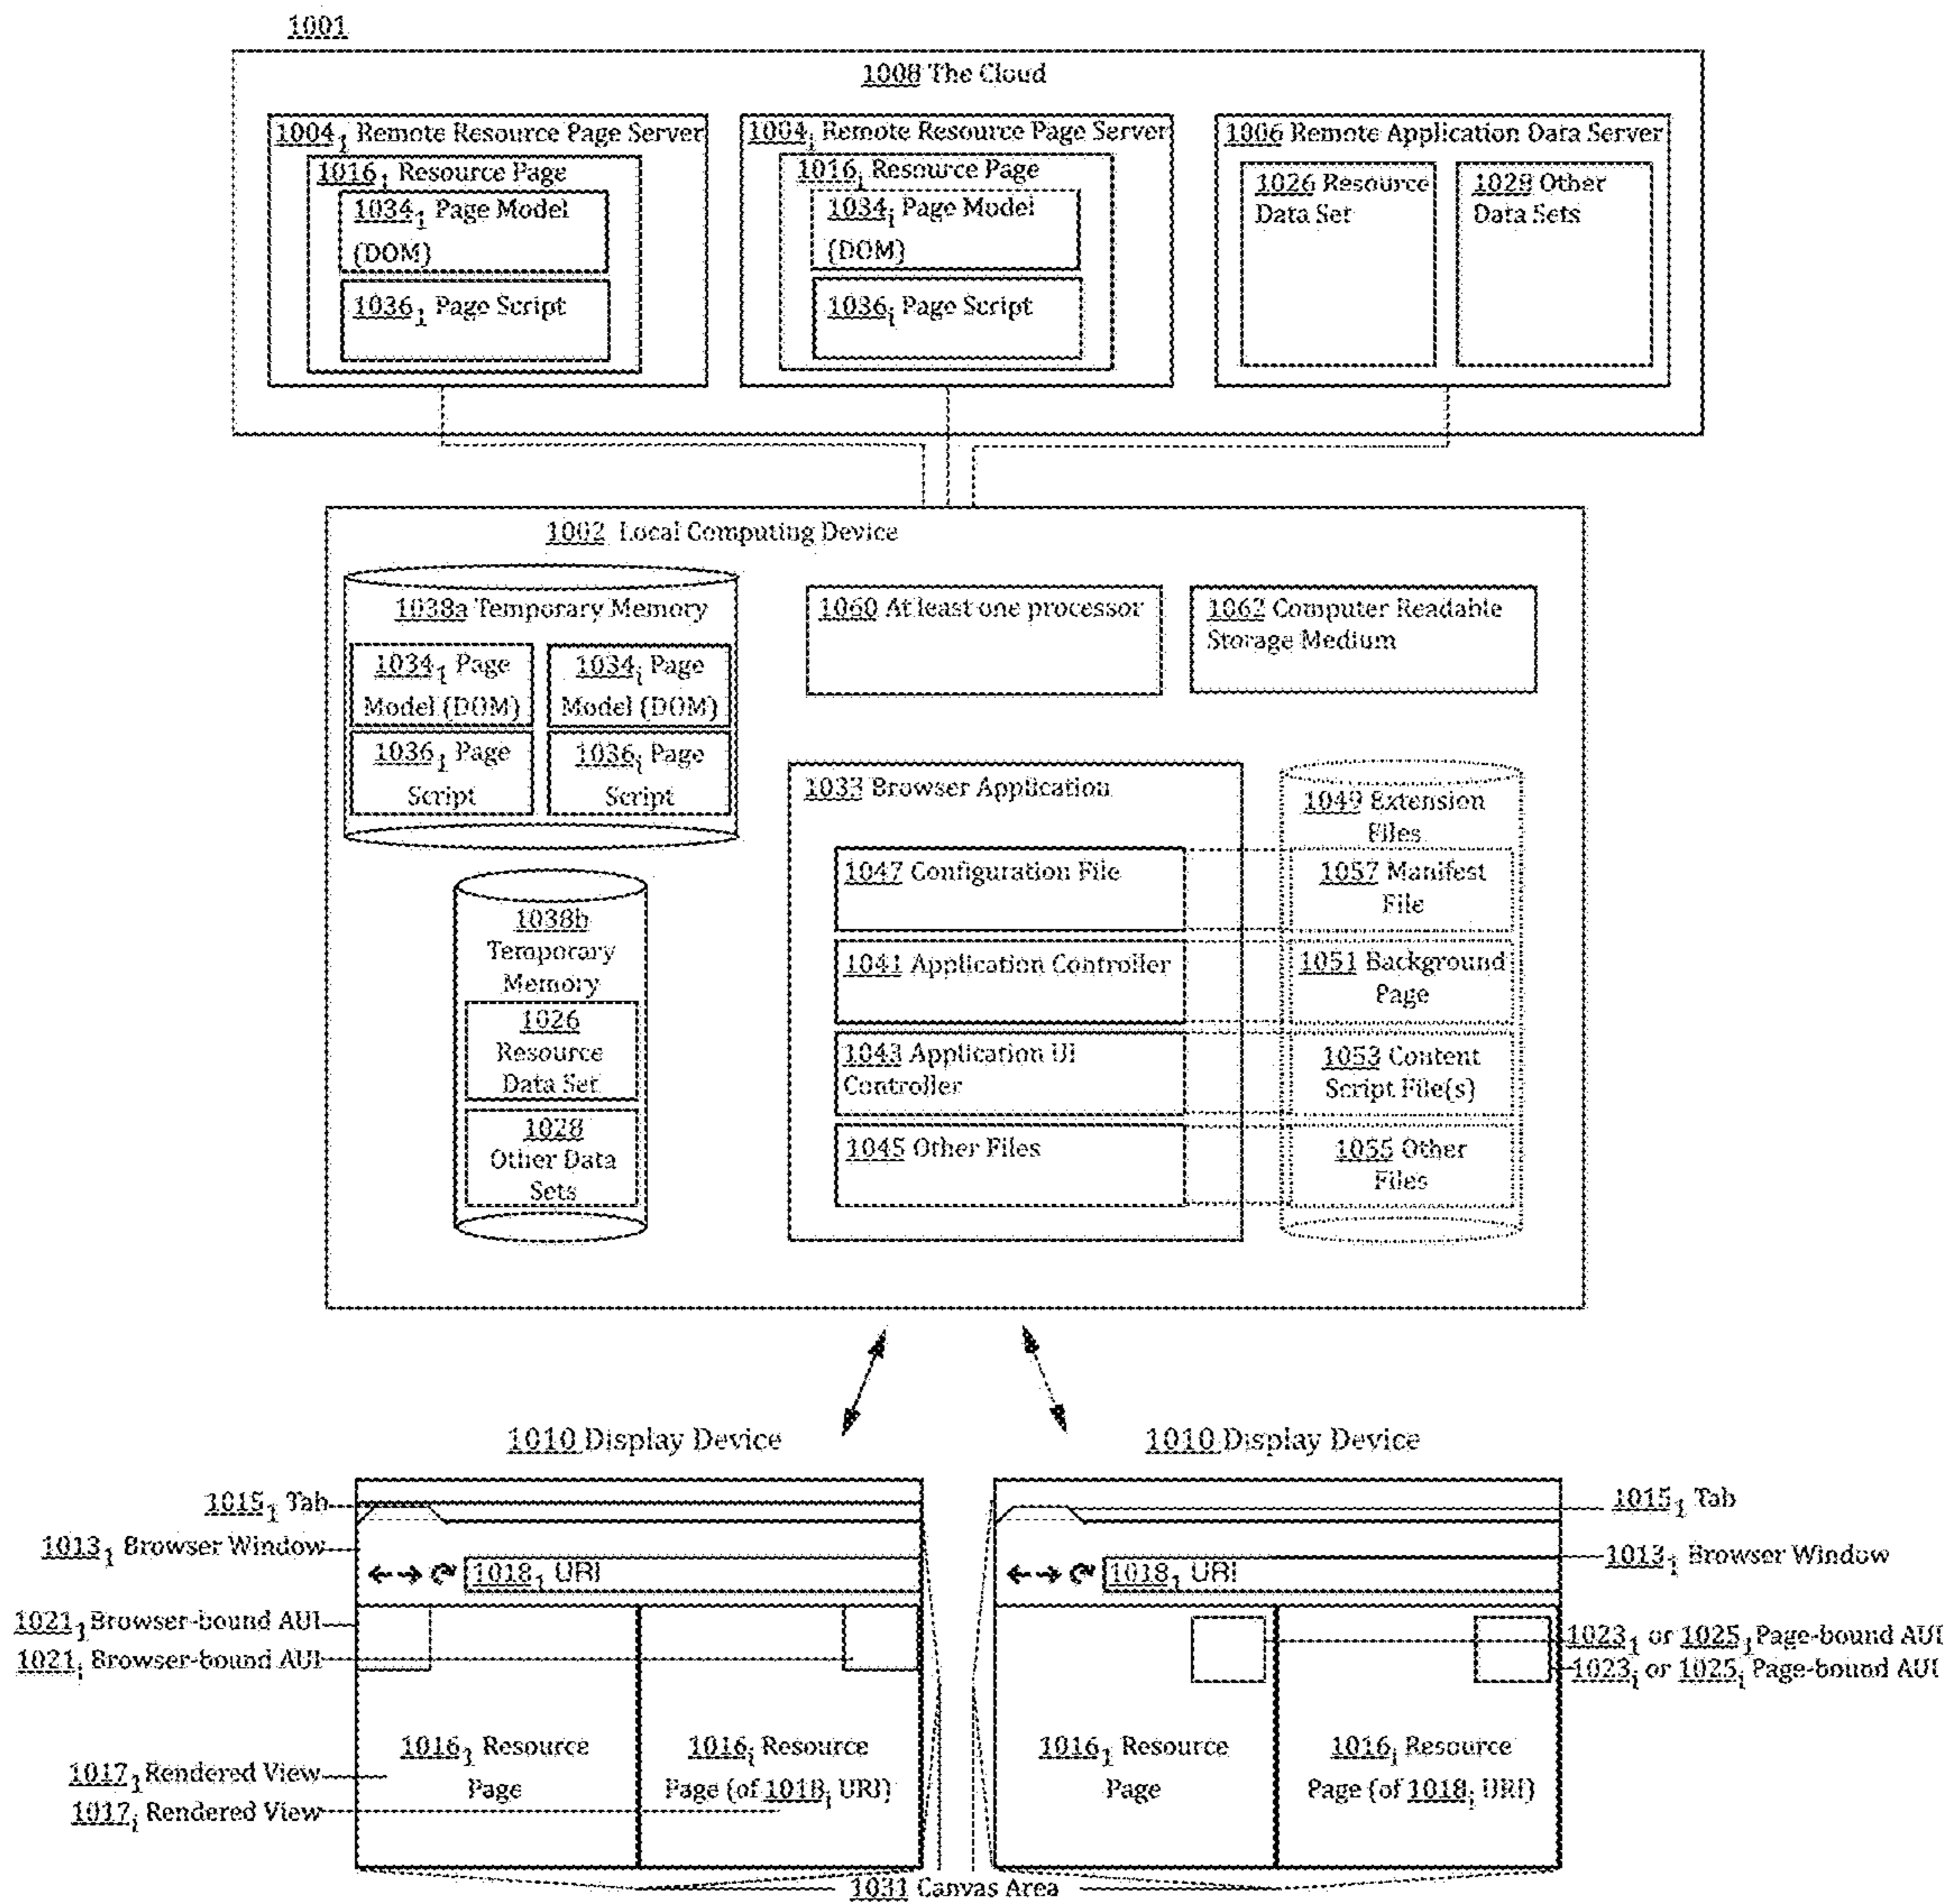 1001
1008 The Cloud
1004₁ Remote Resource Page Server
1016₁ Resource Page
1034₁ Page Model
(DOM)
1036₁ Page Script
1004ᵢ Remote Resource Page Server
1016ᵢ Resource Page
1034ᵢ Page Model
(DOM)
1036ᵢ Page Script
1006 Remote Application Data Server
1026 Resource
Data Set
1028 Other
Data Sets
1002 Local Computing Device
1038a Temporary Memory
1034₁ Page
Model (DOM)
1034ᵢ Page
Model (DOM)
1036₁ Page
Script
1036ᵢ Page
Script
1060 At least one processor
1062 Computer Readable
Storage Medium
1038b
Temporary
Memory
1026
Resource
Data Set
1028
Other Data
Sets
1033 Browser Application
1047 Configuration File
1041 Application Controller
1043 Application UI
Controller
1045 Other Files
1049 Extension
Files
1057 Manifest
File
1051 Background
Page
1053 Content
Script File(s)
1055 Other
Files
1010 Display Device
1015₁ Tab
1013₁ Browser Window
1018₁ URI
1021₁ Browser-bound AUI
1021ᵢ Browser-bound AUI
1016₁ Resource
Page
1016ᵢ Resource
Page (of 1018ᵢ URI)
1017₁ Rendered View
1017ᵢ Rendered View
1010 Display Device
1015₁ Tab
1013₁ Browser Window
1018₁ URI
1023₁ or 1025₁ Page-bound AUI
1023ᵢ or 1025ᵢ Page-bound AUI
1016₁ Resource
Page
1016ᵢ Resource
Page (of 1018ᵢ URI)
1031 Canvas Area